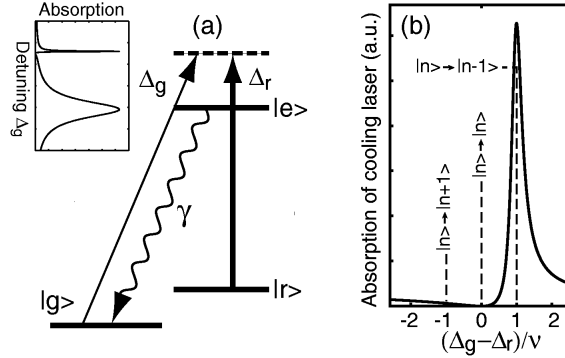 Absorption
(a)
Detuning Δg
Δg
Δr
|e>
γ
|g>
|r>
(b)
Absorption of cooling laser (a.u.)
|n>→|n-1>
|n>→|n>
|n>→|n+1>
-2 -1 0 1 2
(Δg−Δr)/ν